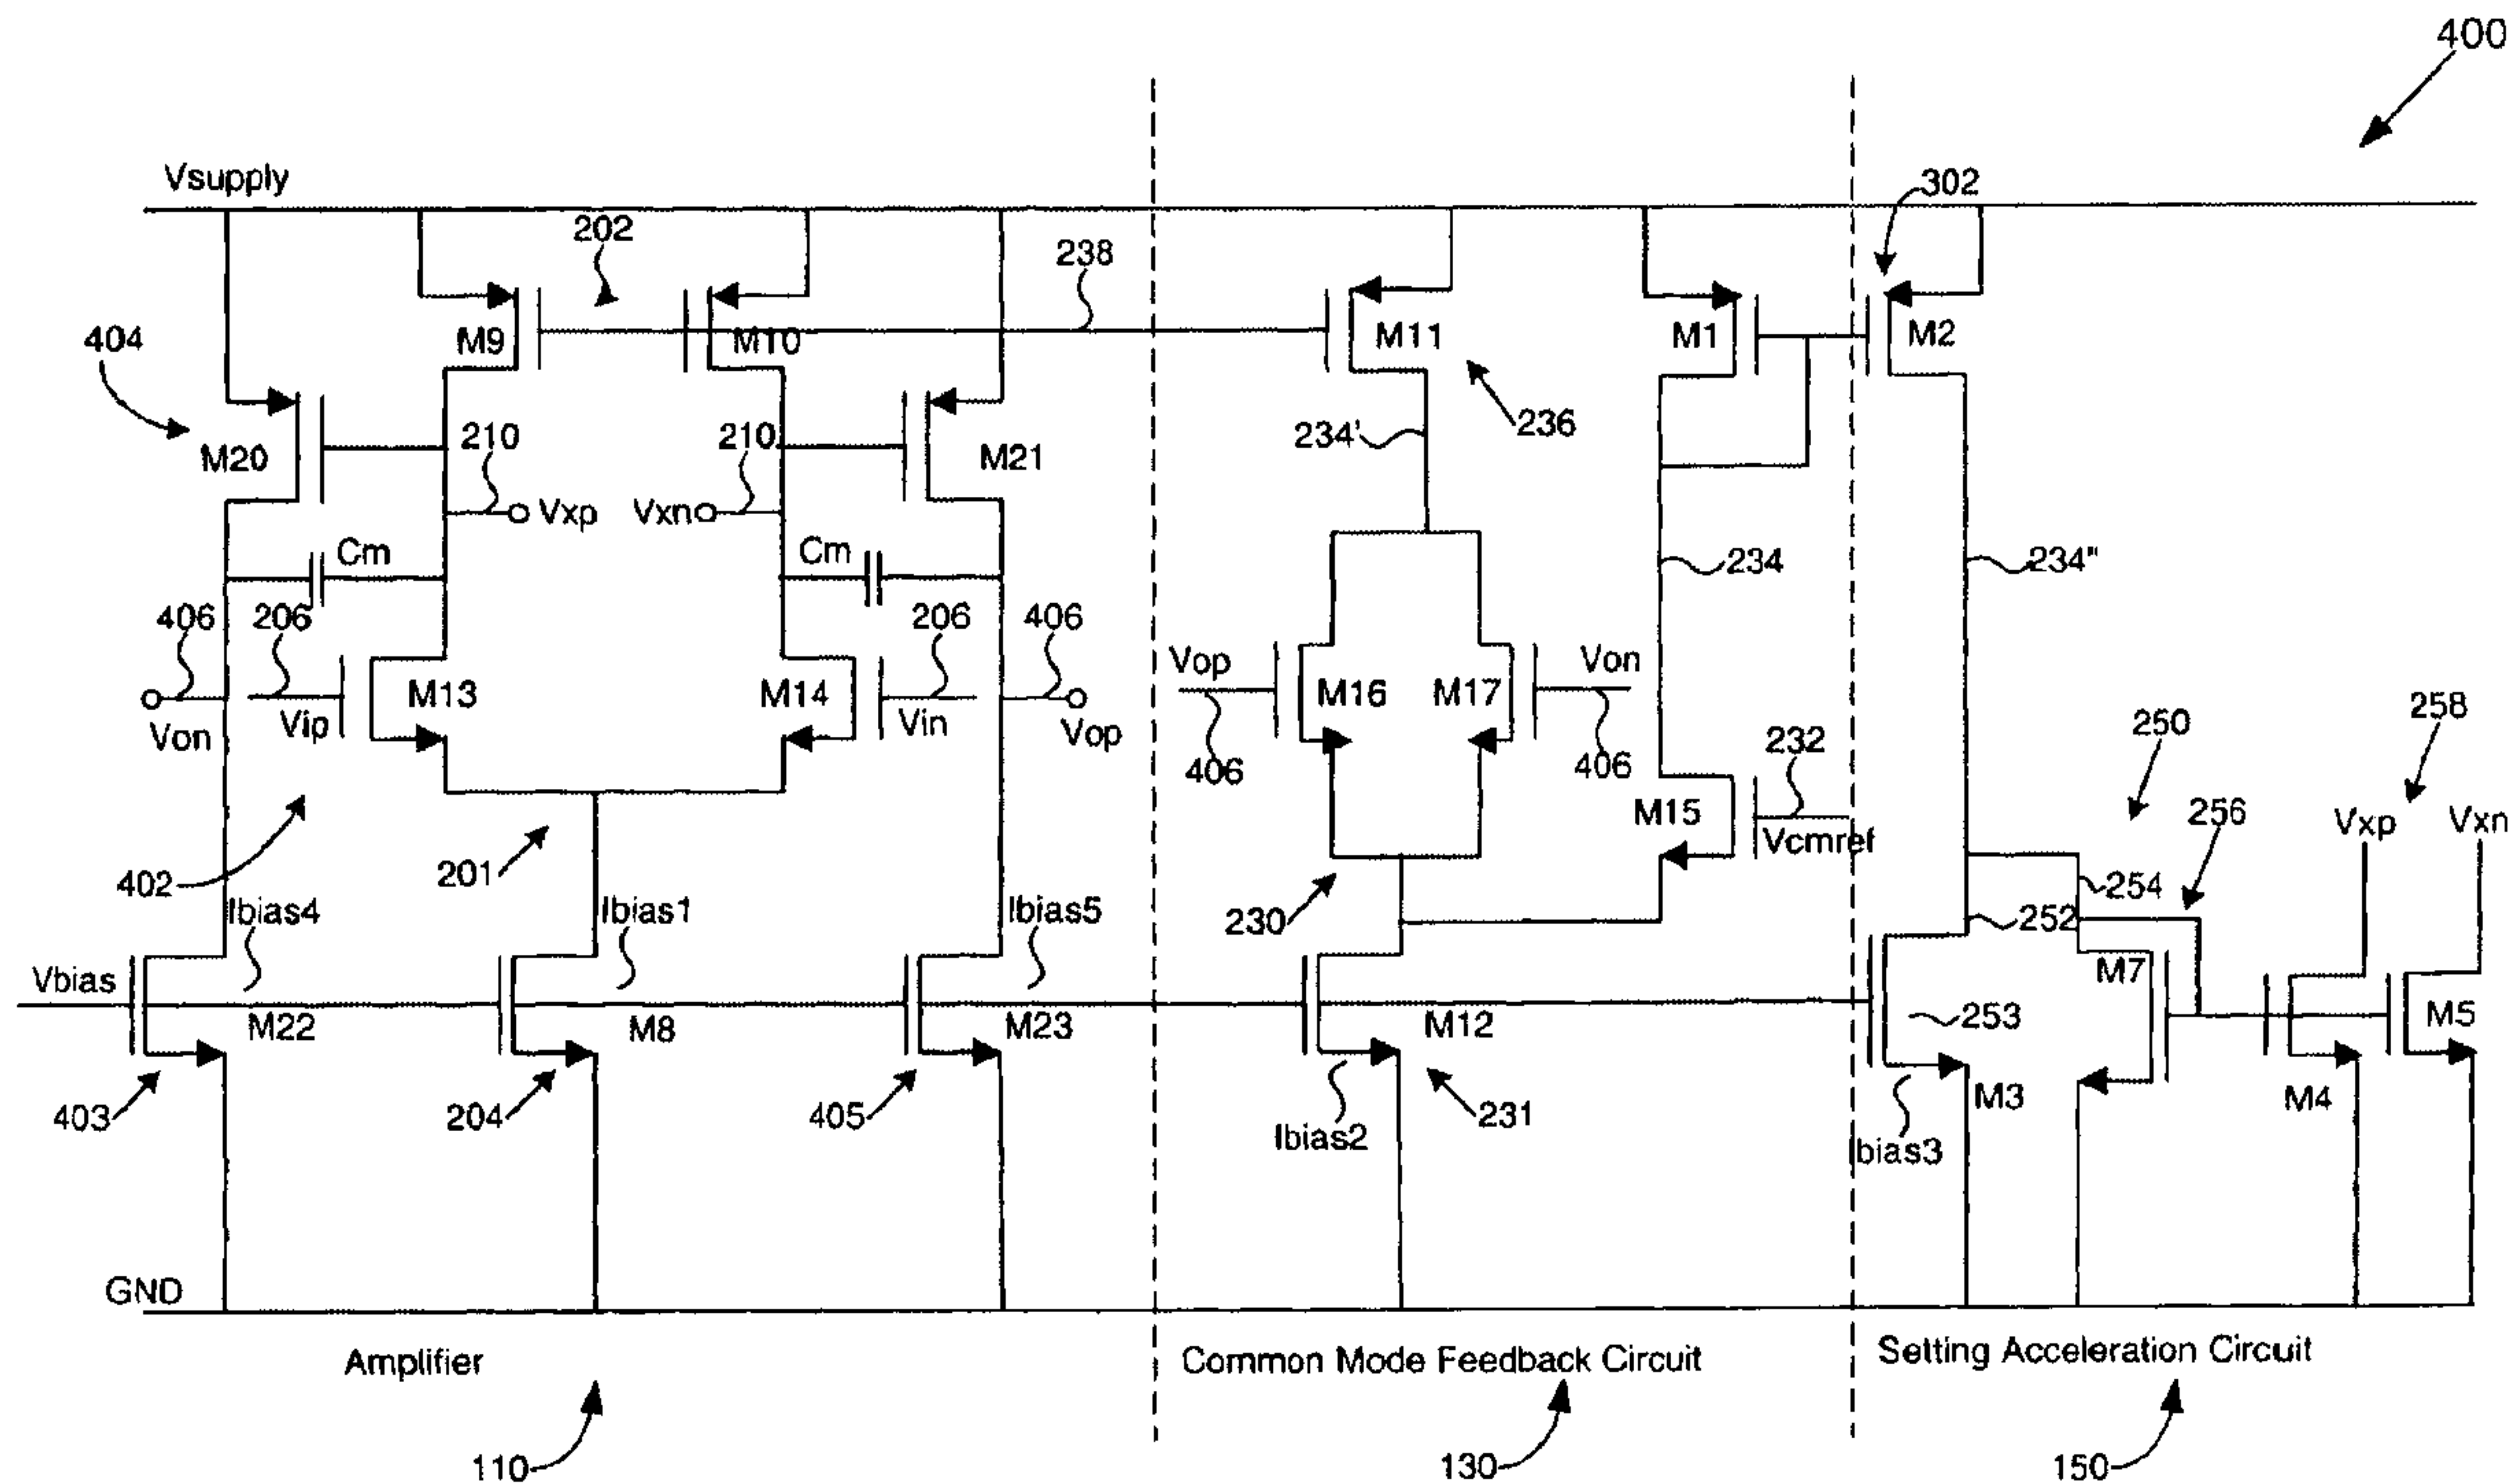 400
Vsupply
302
202
238
M9
M10
M11
M1
M2
404
236
M20
210
210
M21
234'
Vxp
Vxn
Cm
Cm
234
234"
406
206
206
406
Vop
Von
M13
M14
M16
M17
258
Von
Vip
Vin
Vop
250
232
406
406
256
M15
Vxp
Vxn
Vcmref
402
201
254
Ibias4
Ibias1
Ibias5
230
252
Vbias
M7
M22
M8
M23
M12
253
M5
403
204
405
231
M3
M4
Ibias2
Ibias3
GND
Amplifier
Common Mode Feedback Circuit
Setting Acceleration Circuit
110
130
150